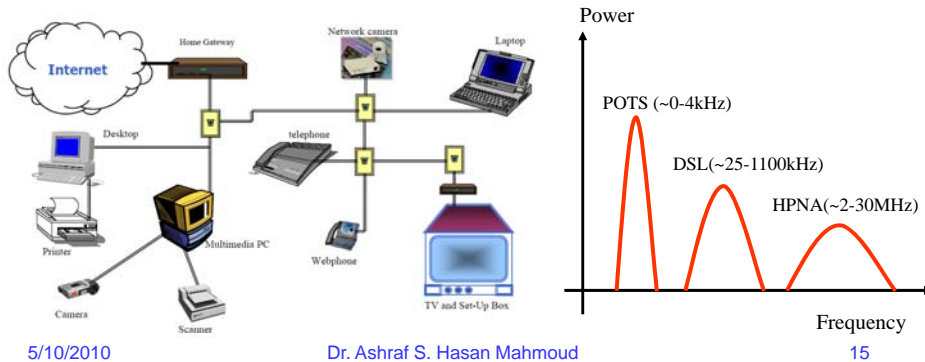 Power
Network camera
Laptop
Home Gateway
Internet
POTS (~0-4kHz)
Desktop
telephone
DSL(~25-1100kHz)
HPNA(~2-30MHz)
Printer
Multimedia PC
Webphone
Camera
Scanner
TV and Set-Up Box
Frequency
5/10/2010 Dr. Ashraf S. Hasan Mahmoud 15